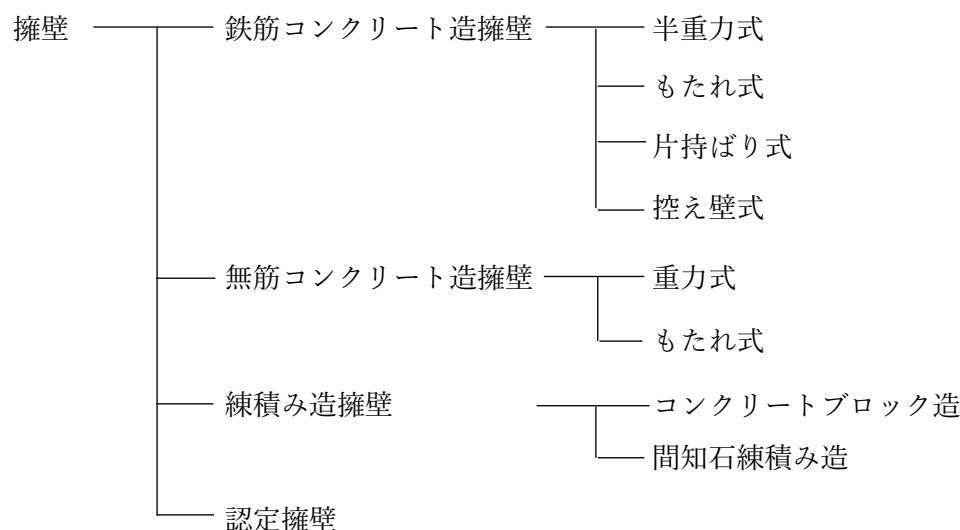 擁壁 鉄筋コンクリート造擁壁 半重力式
もたれ式
片持ばり式
控え壁式
無筋コンクリート造擁壁 重力式
もたれ式
練積み造擁壁 コンクリートブロック造
間知石練積み造
認定擁壁